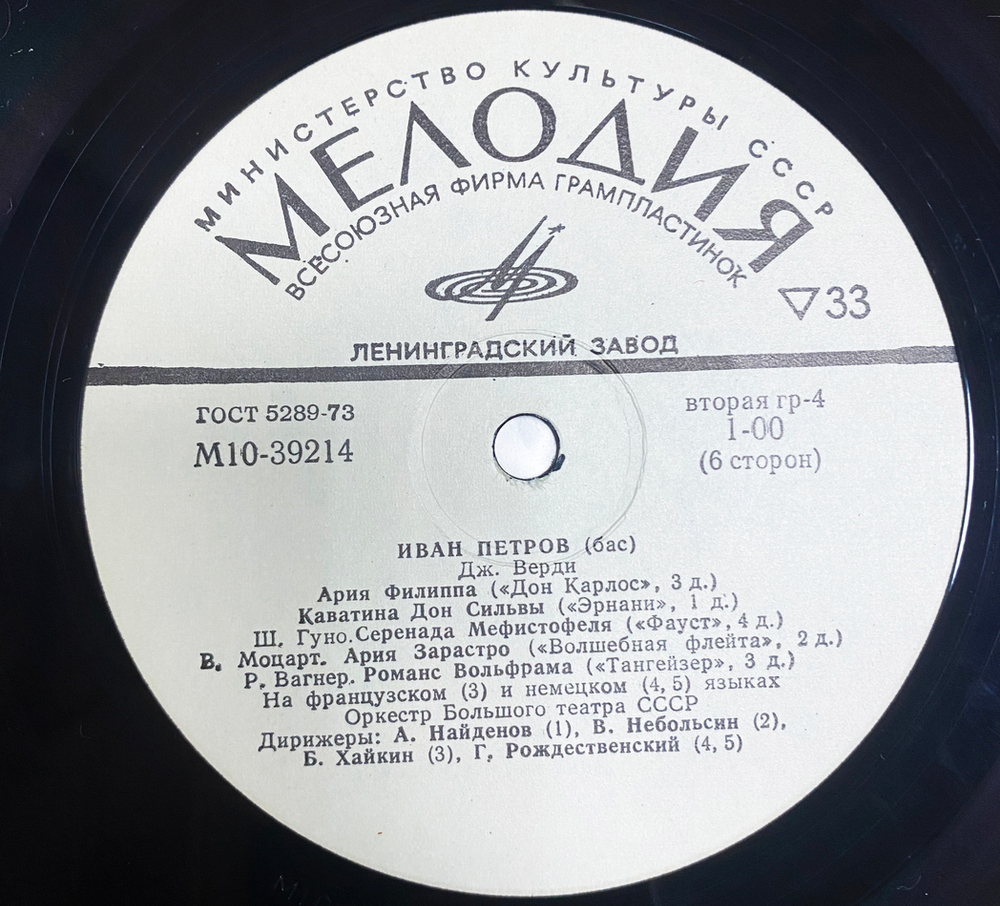 МИНИСТЕРСТВО КУЛЬТУРЫ СССР
МЕЛОДИЯ
ВСЕСОЮЗНАЯ ФИРМА ГРАМПЛАСТИНОК
▽33
ЛЕНИНГРАДСКИЙ ЗАВОД
ГОСТ 5289-73
М10-39214
вторая гр-4
1-00
(6 сторон)
ИВАН ПЕТРОВ (бас)
Дж. Верди
Ария Филиппа («Дон Карлос», 3 д.)
Каватина Дон Сильвы («Эрнани», 1 д.)
Ш. Гуно. Серенада Мефистофеля («Фауст», 4 д.)
В. Моцарт. Ария Зарастро («Волшебная флейта», 2 д.)
Р. Вагнер. Романс Вольфрама («Тангейзер», 3 д.)
На французском (3) и немецком (4, 5) языках
Оркестр Большого театра СССР
Дирижеры: А. Найденов (1), В. Небольсин (2),
Б. Хайкин (3), Г. Рождественский (4, 5)